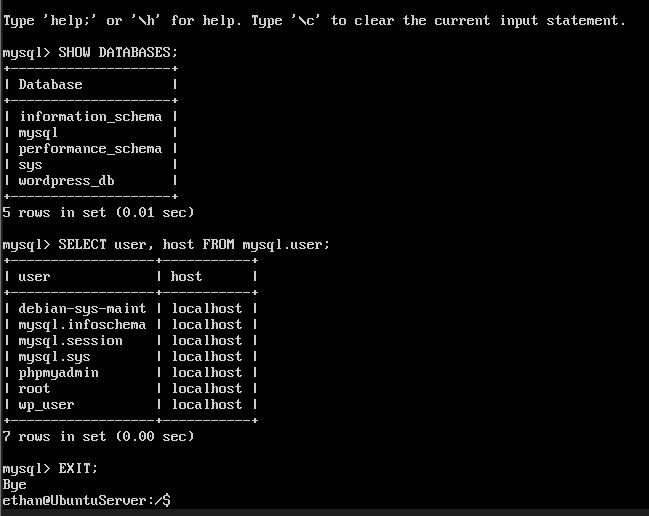 Type 'help;' or '\h' for help. Type '\c' to clear the current input statement.
mysql> SHOW DATABASES;
+--------------------+
| Database           |
+--------------------+
| information_schema |
| mysql              |
| performance_schema |
| sys                |
| wordpress_db       |
+--------------------+
5 rows in set (0.01 sec)
mysql> SELECT user, host FROM mysql.user;
+------------------+-----------+
| user             | host      |
+------------------+-----------+
| debian-sys-maint | localhost |
| mysql.infoschema | localhost |
| mysql.session    | localhost |
| mysql.sys        | localhost |
| phpmyadmin       | localhost |
| root             | localhost |
| wp_user          | localhost |
+------------------+-----------+
7 rows in set (0.00 sec)
mysql> EXIT;
Bye
ethan@UbuntuServer:/$